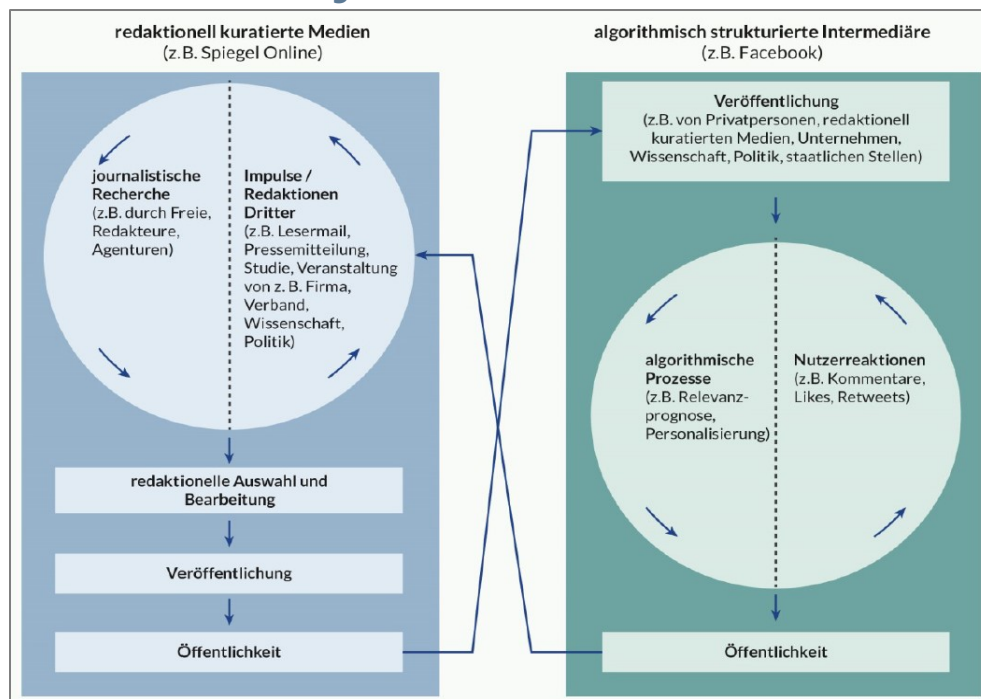 redaktionell kuratierte Medien
(z.B. Spiegel Online)
journalistische
Recherche
(z.B. durch Freie,
Redakteure,
Agenturen)
Impulse /
Redaktionen
Dritter
(z.B. Lesermail,
Pressemitteilung,
Studie, Veranstaltung
von z. B. Firma,
Verband,
Wissenschaft,
Politik)
redaktionelle Auswahl und
Bearbeitung
Veröffentlichung
Öffentlichkeit
algorithmisch strukturierte Intermediäre
(z.B. Facebook)
Veröffentlichung
(z.B. von Privatpersonen, redaktionell
kuratierten Medien, Unternehmen,
Wissenschaft, Politik, staatlichen Stellen)
algorithmische
Prozesse
(z.B. Relevanz-
prognose,
Personalisierung)
Nutzerreaktionen
(z.B. Kommentare,
Likes, Retweets)
Öffentlichkeit